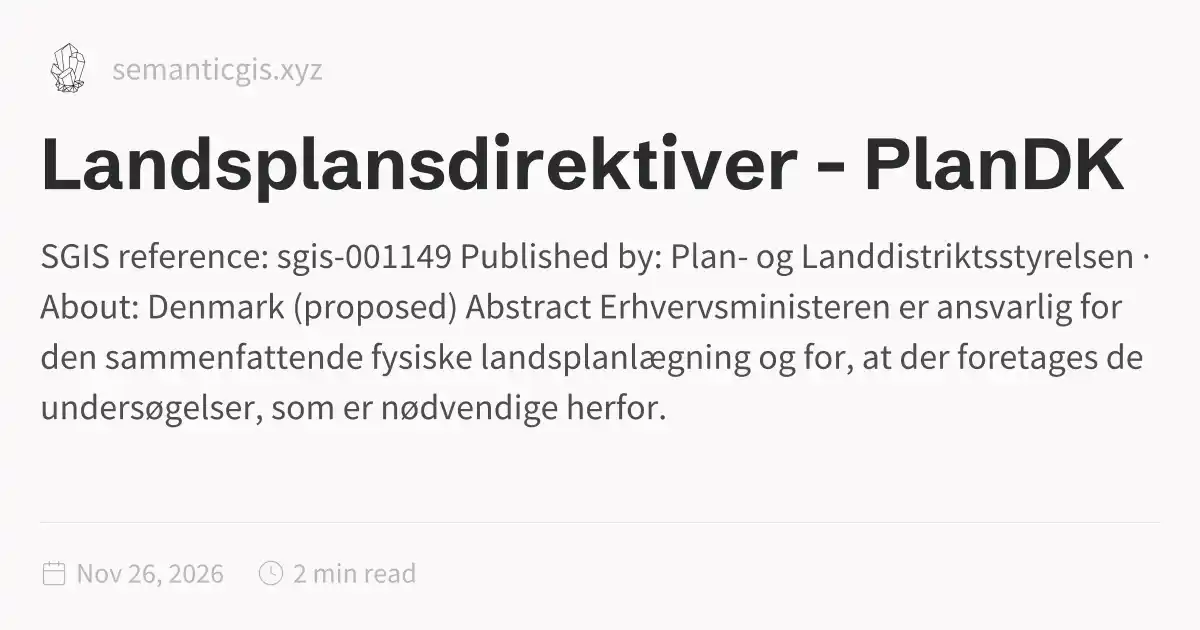 semanticgis.xyz
Landsplansdirektiver - PlanDK
SGIS reference: sgis-001149 Published by: Plan- og Landdistriktsstyrelsen ·
About: Denmark (proposed) Abstract Erhvervsministeren er ansvarlig for
den sammenfattende fysiske landsplanlægning og for, at der foretages de
undersøgelser, som er nødvendige herfor.
Nov 26, 2026 2 min read